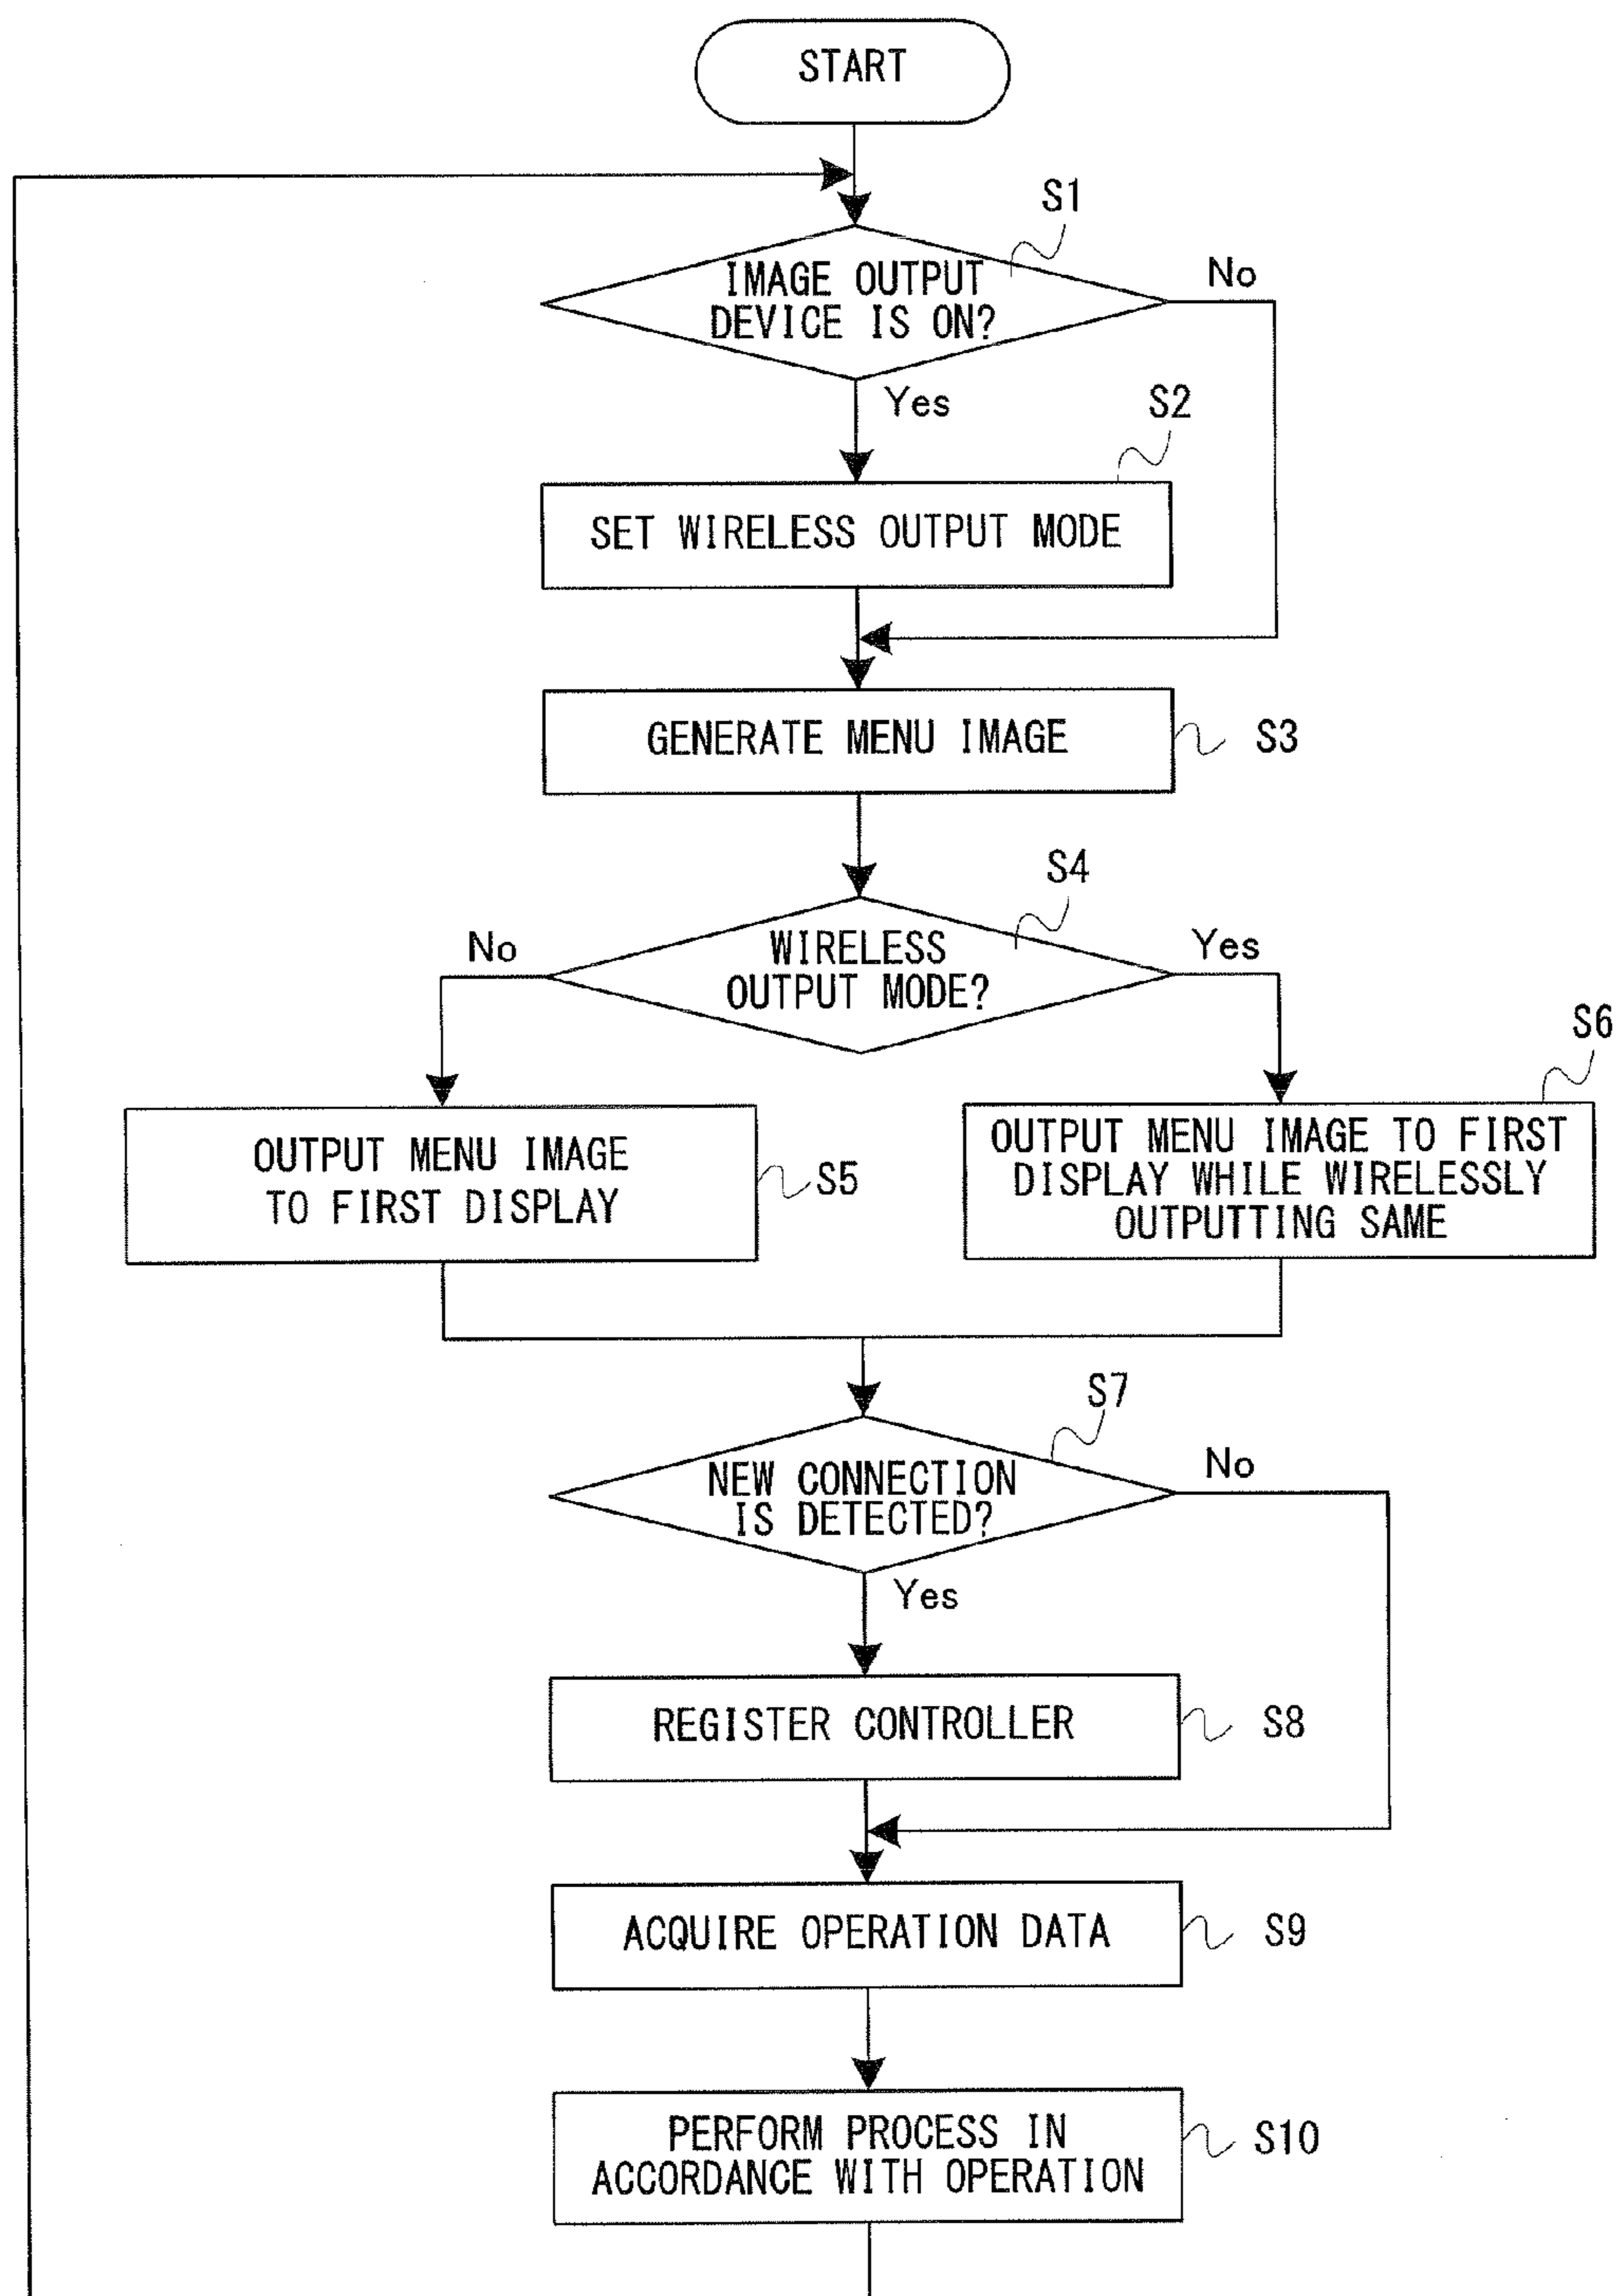 START
S1
IMAGE OUTPUT
DEVICE IS ON?
No
Yes
S2
SET WIRELESS OUTPUT MODE
GENERATE MENU IMAGE
S3
S4
No
WIRELESS
OUTPUT MODE?
Yes
S6
OUTPUT MENU IMAGE
TO FIRST DISPLAY
S5
OUTPUT MENU IMAGE TO FIRST
DISPLAY WHILE WIRELESSLY
OUTPUTTING SAME
S7
NEW CONNECTION
IS DETECTED?
No
Yes
REGISTER CONTROLLER
S8
ACQUIRE OPERATION DATA
S9
PERFORM PROCESS IN
ACCORDANCE WITH OPERATION
S10